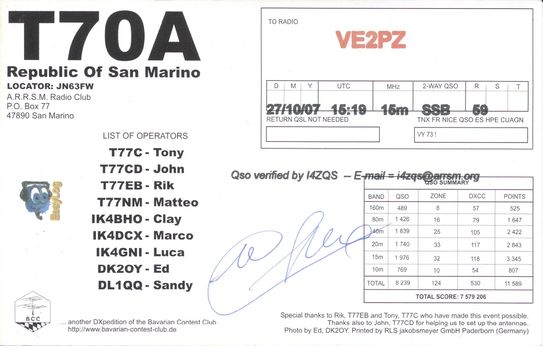 T70A
Republic Of San Marino
LOCATOR: JN63FW
A.R.R.S.M. Radio Club
P.O. Box 77
47890 San Marino
TO RADIO
VE2PZ
D M Y UTC MHz 2-WAY QSO R S T
27/10/07 15:19 15m SSB 59
RETURN QSL NOT NEEDED TNX FR NICE QSO ES HPE CUAGN
VY 73!
LIST OF OPERATORS
T77C - Tony
T77CD - John
T77EB - Rik
T77NM - Matteo
IK4BHO - Clay
IK4DCX - Marco
IK4GNI - Luca
DK2OY - Ed
DL1QQ - Sandy
Qso verified by I4ZQS -- E-mail = i4zqs@arrsm.org
QSO SUMMARY
BAND QSO ZONE DXCC POINTS
160m 489 8 57 525
80m 1 426 16 79 1 647
40m 1 839 25 105 2 422
20m 1 740 33 117 2 643
15m 1 976 32 118 3 545
10m 769 10 54 807
TOTAL 8 239 124 530 11 589
TOTAL SCORE: 7 579 206
EasyLog
BCC
... another DXpedition of the Bavarian Contest Club
http://www.bavarian-contest-club.de
Special thanks to Rik, T77EB and Tony, T77C who have made this event possible.
Thanks also to John, T77CD for helping us to set up the antennas.
Photo by Ed, DK2OY. Printed by RLS jakobsmeyer GmbH Paderborn (Germany)